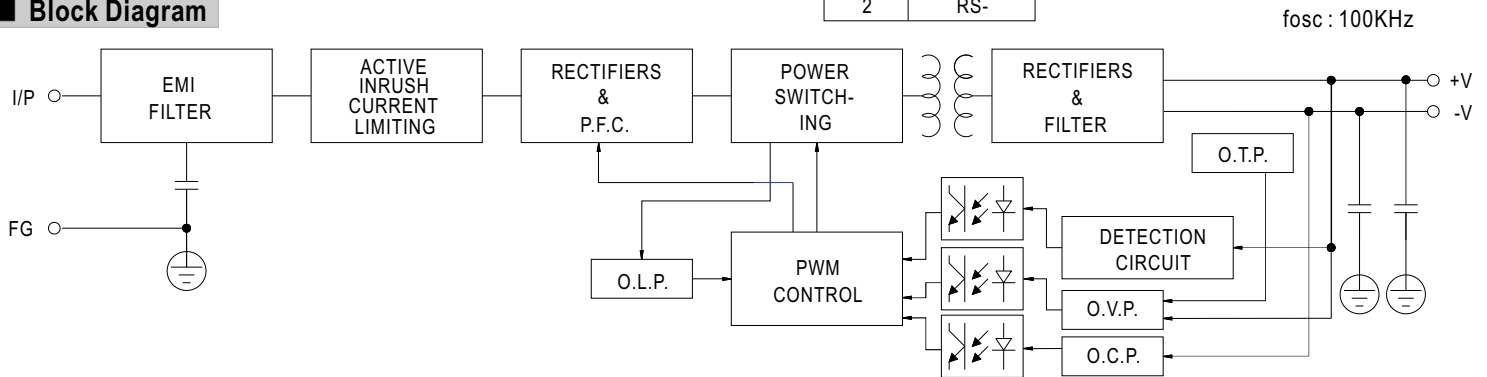 Block Diagram
2 RS-
fosc : 100KHz
I/P
EMI
FILTER
ACTIVE
INRUSH
CURRENT
LIMITING
RECTIFIERS
&
P.F.C.
POWER
SWITCH-
ING
RECTIFIERS
&
FILTER
+V
-V
O.T.P.
FG
O.L.P.
PWM
CONTROL
DETECTION
CIRCUIT
O.V.P.
O.C.P.